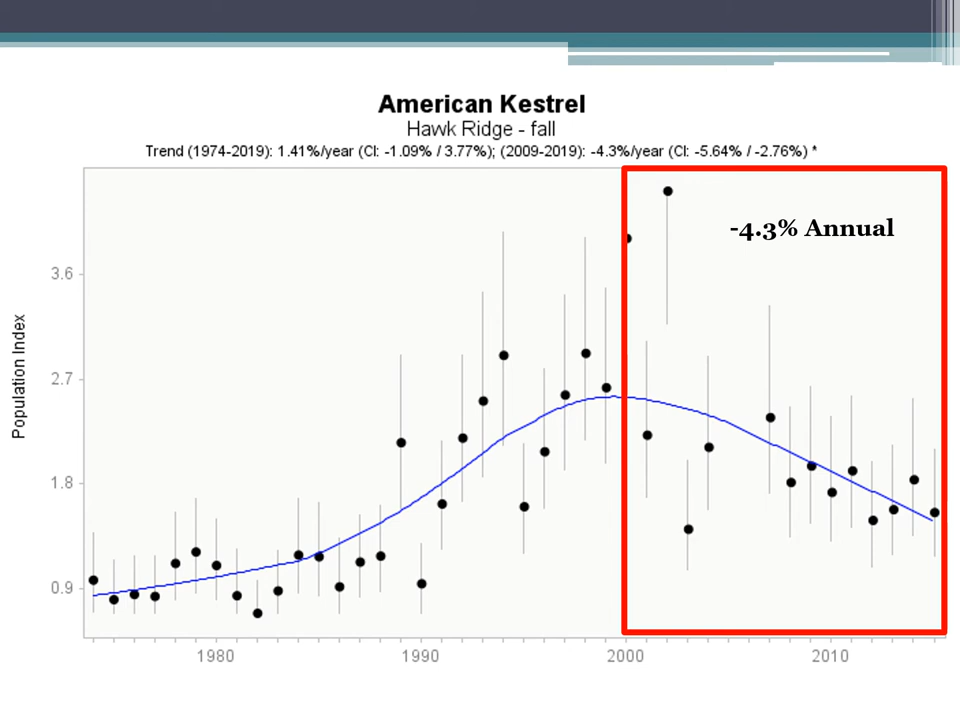 American Kestrel
Hawk Ridge - fall
Trend (1974-2019): 1.41%/year (CI: -1.09% / 3.77%); (2009-2019): -4.3%/year (CI: -5.64% / -2.76%) *
-4.3% Annual
3.6
2.7
1.8
0.9
Population Index
1980
1990
2000
2010